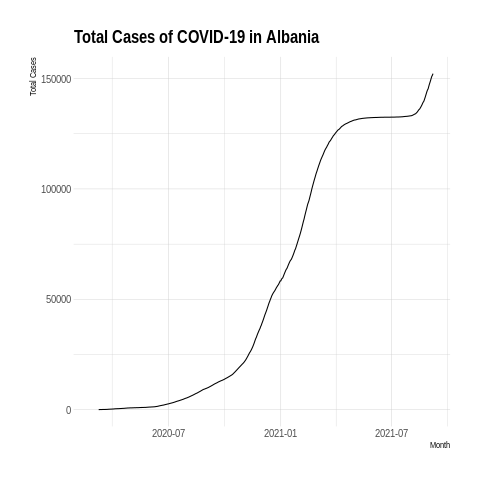 Total Cases of COVID-19 in Albania
Total Cases
150000
100000
50000
0
2020-07
2021-01
2021-07
Month